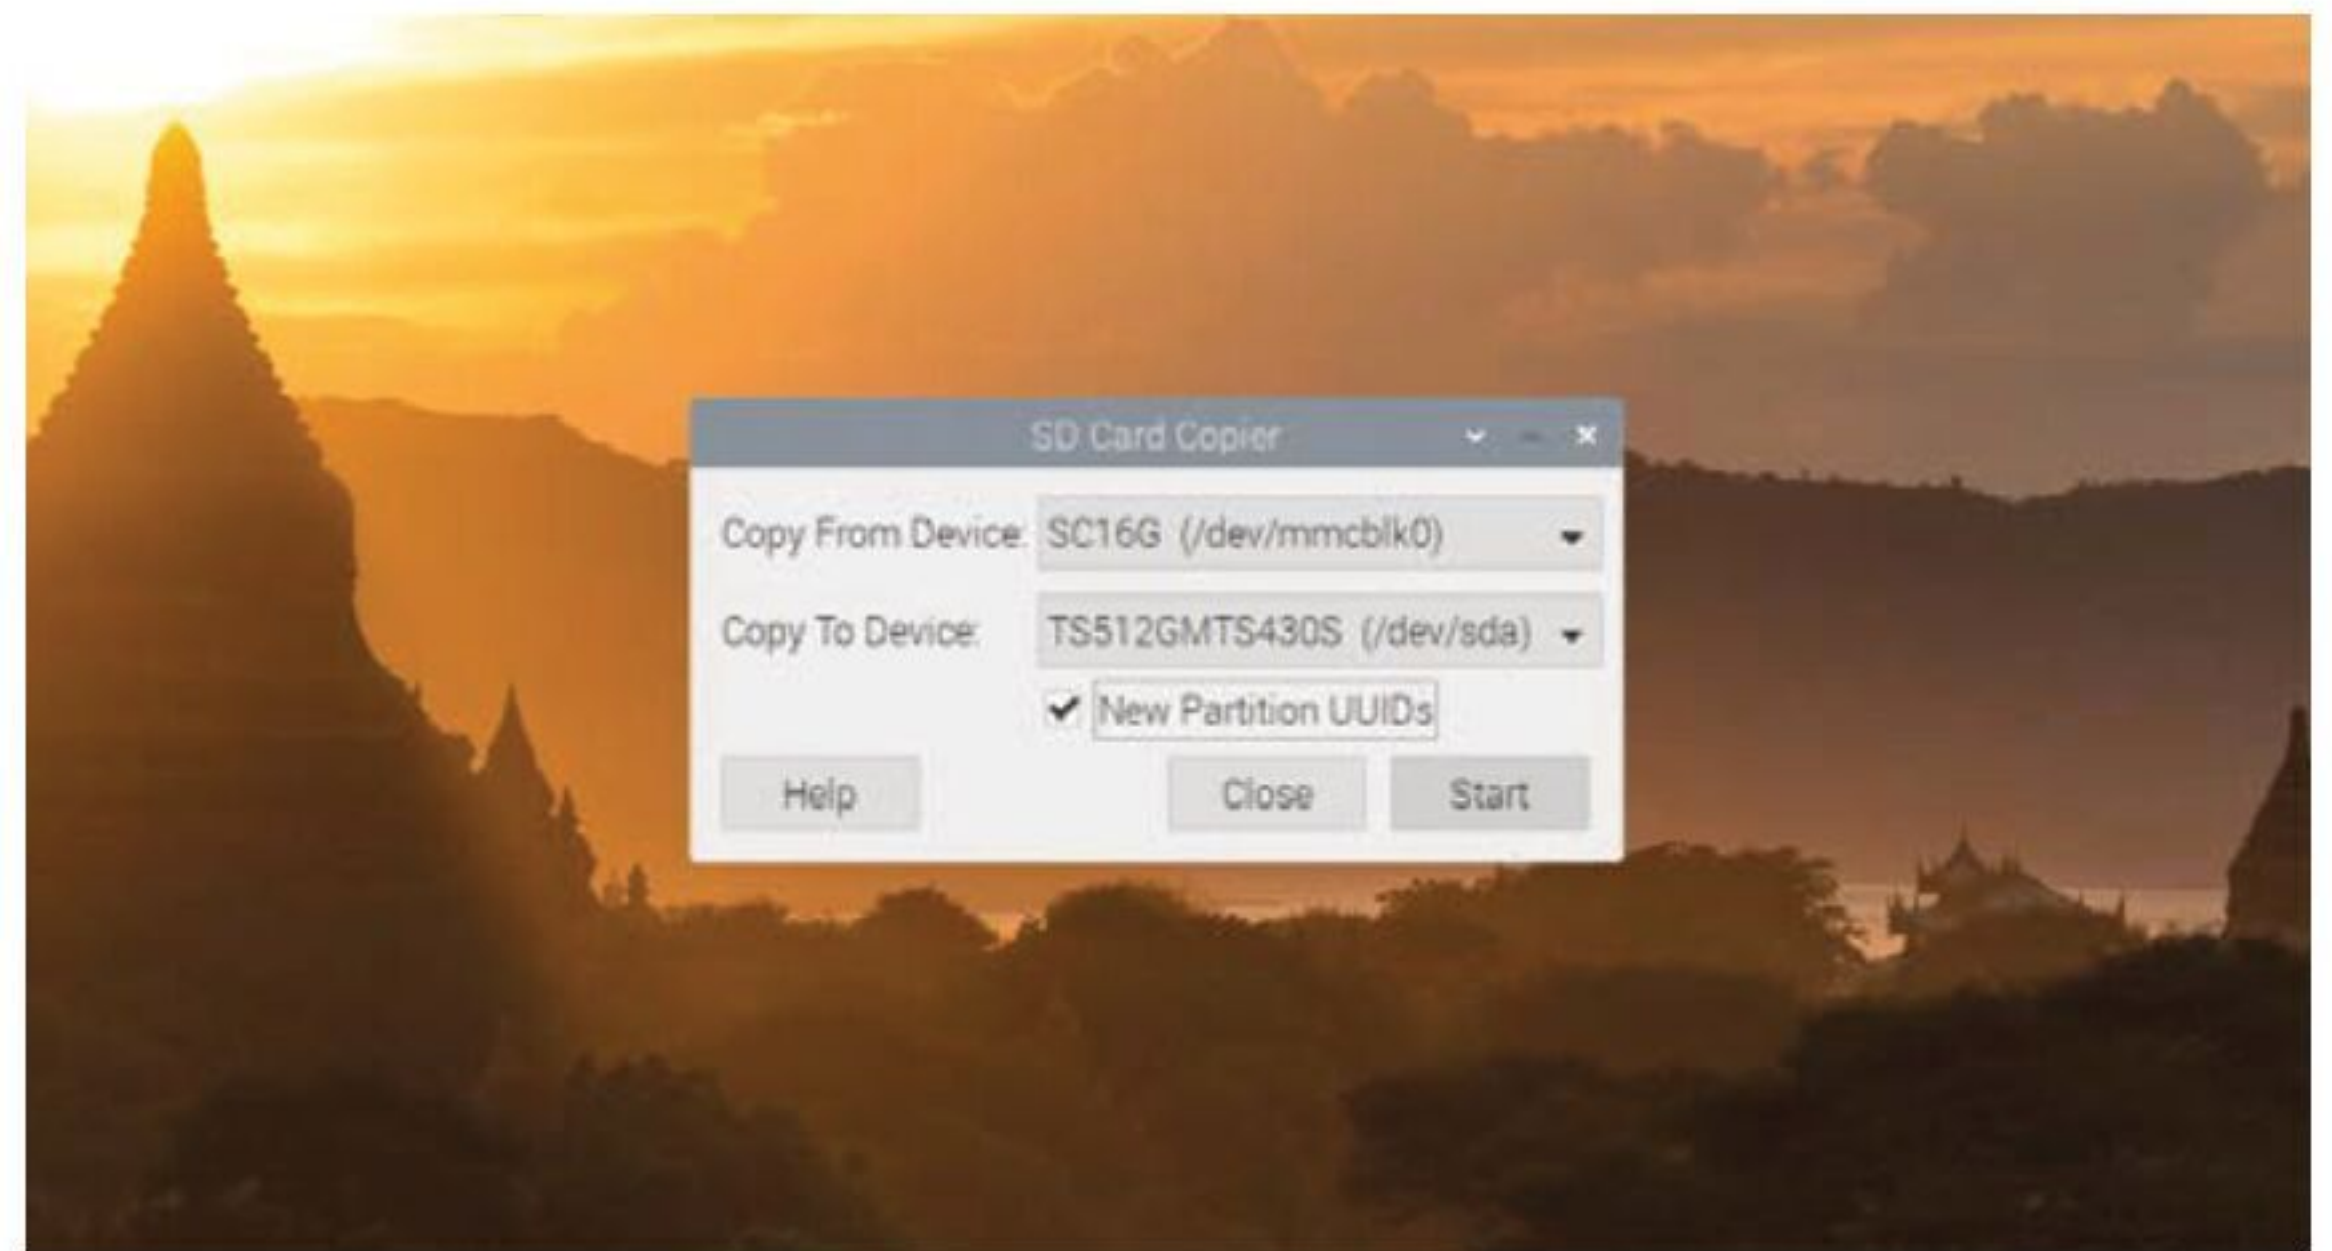 SD Card Copier
Copy From Device: SC16G (/dev/mmcblk0)
Copy To Device: TS512GMTS430S (/dev/sda)
New Partition UUIDs
Help Close Start